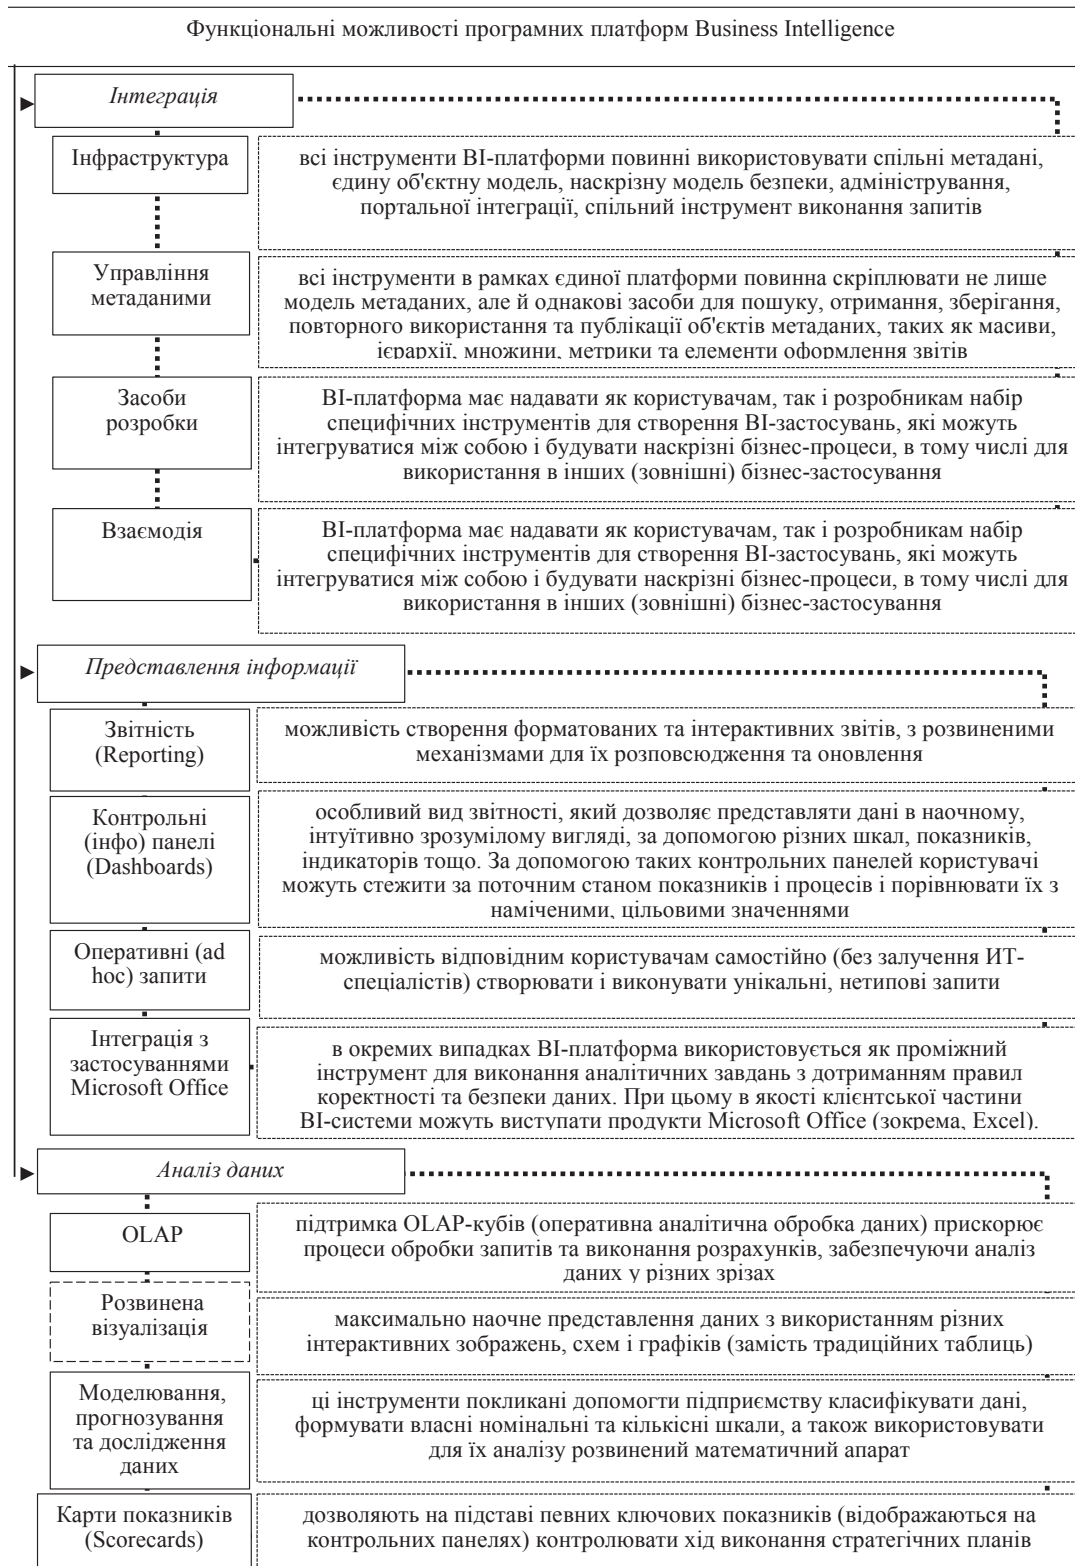 Функціональні можливості програмних платформ Business Intelligence
Інтеграція
Інфраструктура
всі інструменти BI-платформи повинні використовувати спільні метадані,
єдину об'єктну модель, наскрізну модель безпеки, адміністрування,
портальної інтеграції, спільний інструмент виконання запитів
Управління
метаданими
всі інструменти в рамках єдиної платформи повинна скріплювати не лише
модель метаданих, але й однакові засоби для пошуку, отримання, зберігання,
повторного використання та публікації об'єктів метаданих, таких як масиви,
ієрархії, множини, метрики та елементи оформлення звітів
Засоби
розробки
BI-платформа має надавати як користувачам, так і розробникам набір
специфічних інструментів для створення BI-застосувань, які можуть
інтегруватися між собою і будувати наскрізні бізнес-процеси, в тому числі для
використання в інших (зовнішні) бізнес-застосування
Взаємодія
BI-платформа має надавати як користувачам, так і розробникам набір
специфічних інструментів для створення BI-застосувань, які можуть
інтегруватися між собою і будувати наскрізні бізнес-процеси, в тому числі для
використання в інших (зовнішні) бізнес-застосування
Представлення інформації
Звітність
(Reporting)
можливість створення форматованих та інтерактивних звітів, з розвиненими
механізмами для їх розповсюдження та оновлення
Контрольні
(інфо) панелі
(Dashboards)
особливий вид звітності, який дозволяє представляти дані в наочному,
інтуїтивно зрозумілому вигляді, за допомогою різних шкал, показників,
індикаторів тощо. За допомогою таких контрольних панелей користувачі
можуть стежити за поточним станом показників і процесів і порівнювати їх з
наміченими, цільовими значеннями
Оперативні (ad
hoc) запити
можливість відповідним користувачам самостійно (без залучення ИТ-
спеціалістів) створювати і виконувати унікальні, нетипові запити
Інтеграція з
застосуваннями
Microsoft Office
в окремих випадках BI-платформа використовується як проміжний
інструмент для виконання аналітичних завдань з дотриманням правил
коректності та безпеки даних. При цьому в якості клієнтської частини
BI-системи можуть виступати продукти Microsoft Office (зокрема, Excel).
Аналіз даних
OLAP
підтримка OLAP-кубів (оперативна аналітична обробка даних) прискорює
процеси обробки запитів та виконання розрахунків, забезпечуючи аналіз
даних у різних зрізах
Розвинена
візуалізація
максимально наочне представлення даних з використанням різних
інтерактивних зображень, схем і графіків (замість традиційних таблиць)
Моделювання,
прогнозування
та дослідження
даних
ці інструменти покликані допомогти підприємству класифікувати дані,
формувати власні номінальні та кількісні шкали, а також використовувати
для їх аналізу розвинений математичний апарат
Карти показників
(Scorecards)
дозволяють на підставі певних ключових показників (відображаються на
контрольних панелях) контролювати хід виконання стратегічних планів